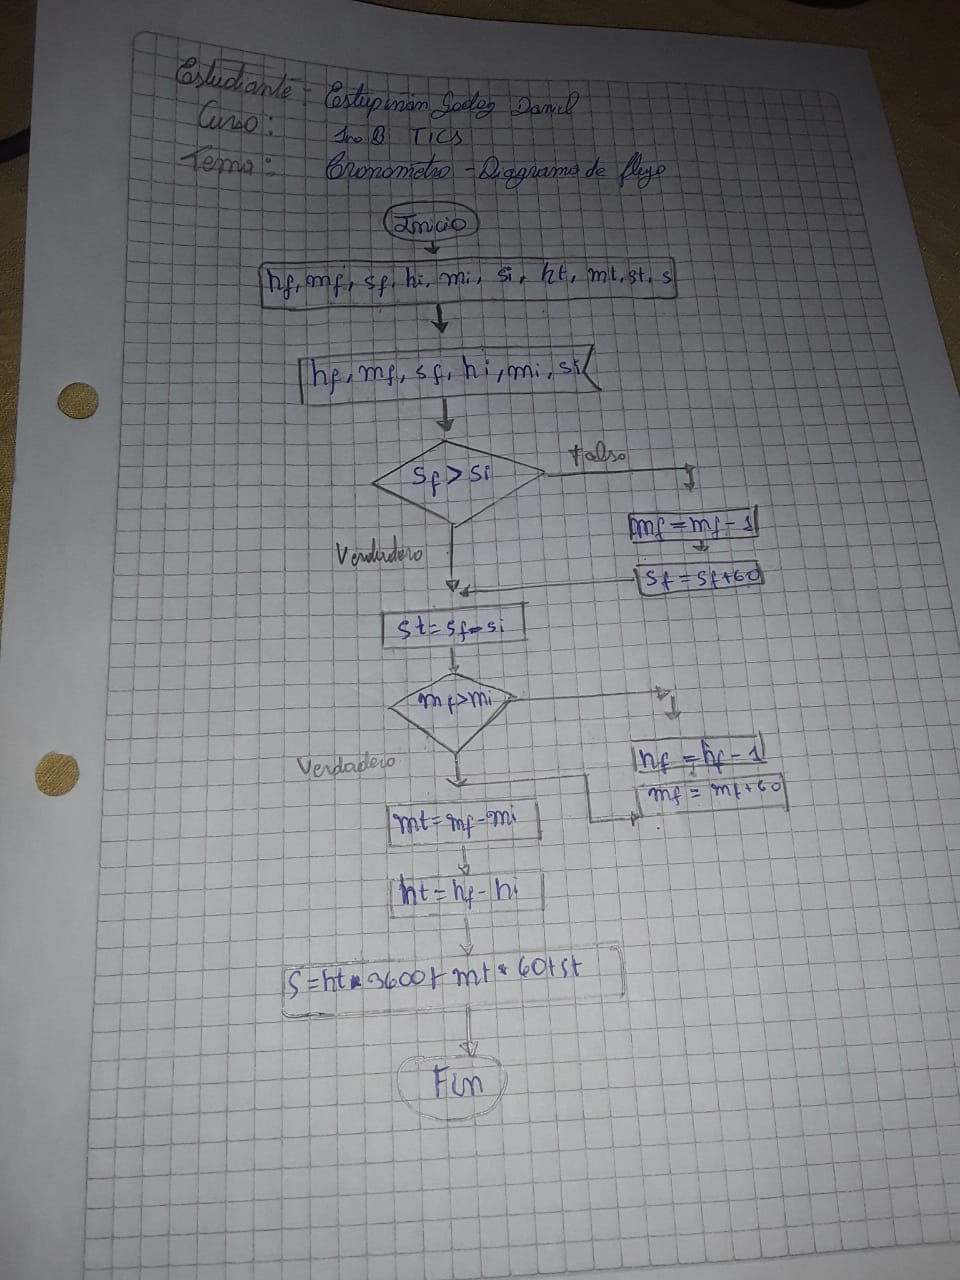 Estudiante - Estupiñán Godoy Daniel
Curso: 1ro B TICS
Tema: Cronometro - Diagrama de flujo
Inicio
hf, mf, sf, hi, mi, si, ht, mt, st, s
hf, mf, sf, hi, mi, si
sf > si
falso
mf = mf - 1
Verdadero
sf = sf + 60
st = sf - si
mf > mi
Verdadero
hf = hf - 1
mf = mf + 60
mt = mf - mi
ht = hf - hi
S = ht * 3600 + mt * 60 + st
Fin